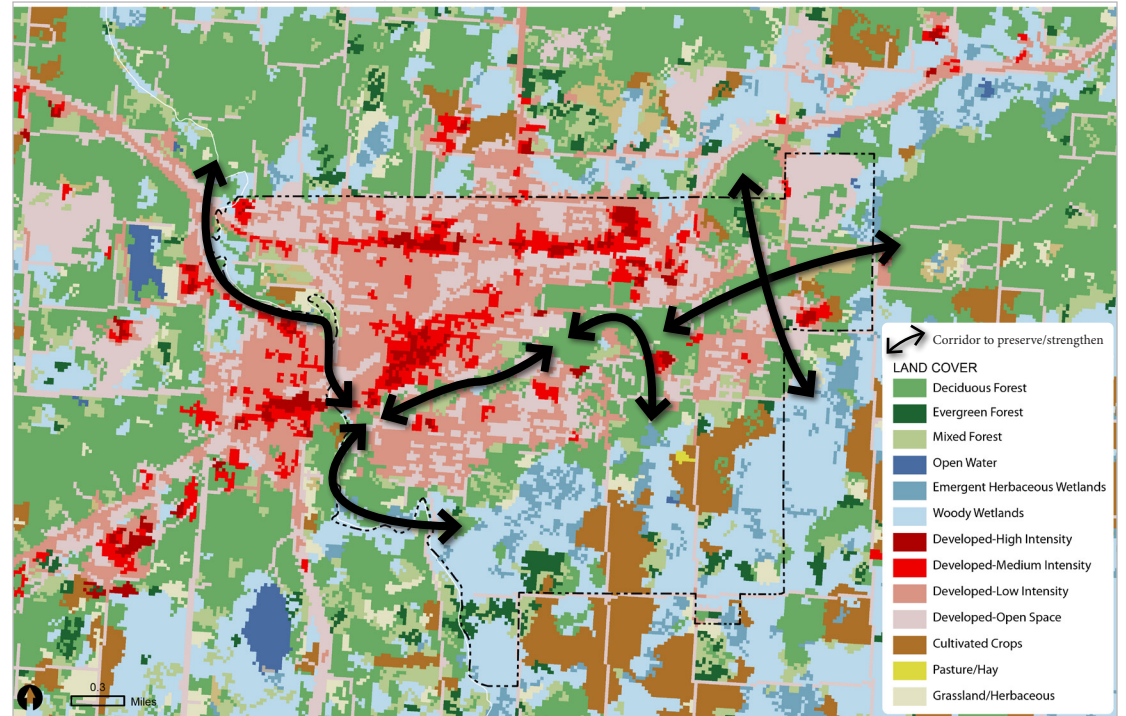 Corridor to preserve/strengthen
LAND COVER
Deciduous Forest
Evergreen Forest
Mixed Forest
Open Water
Emergent Herbaceous Wetlands
Woody Wetlands
Developed-High Intensity
Developed-Medium Intensity
Developed-Low Intensity
Developed-Open Space
Cultivated Crops
Pasture/Hay
Grassland/Herbaceous
0.3
Miles